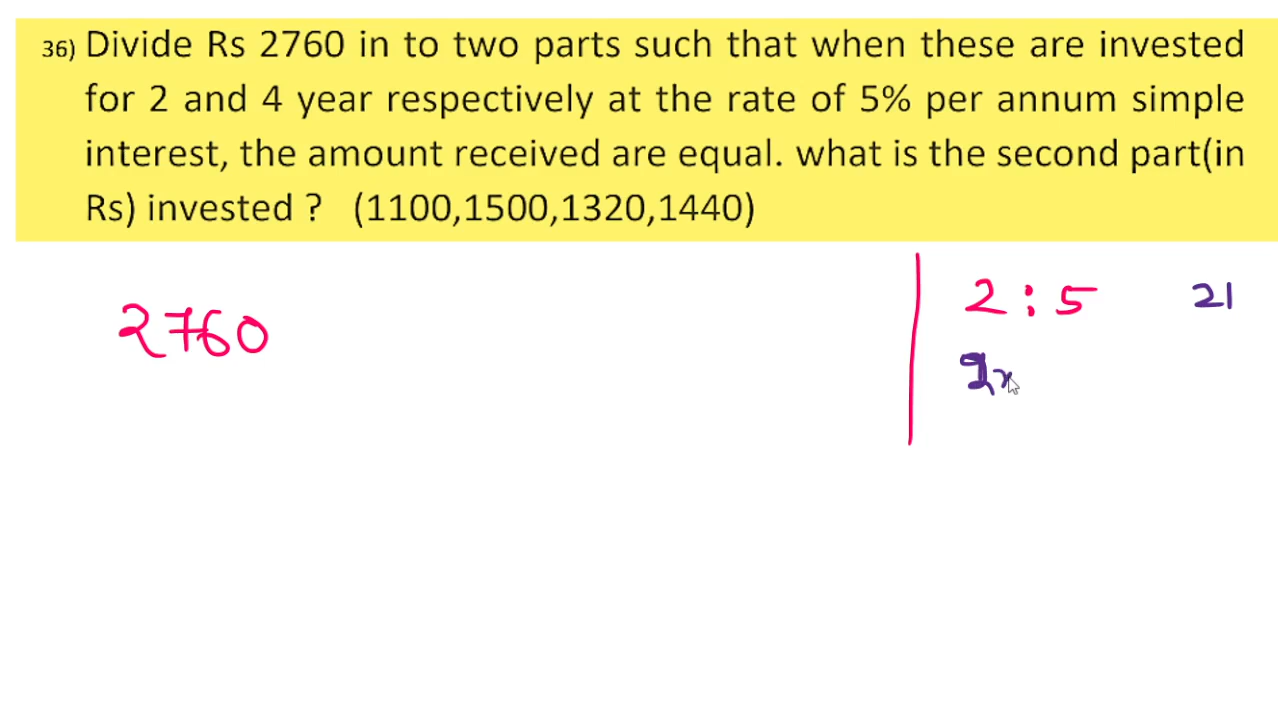 36) Divide Rs 2760 in to two parts such that when these are invested
for 2 and 4 year respectively at the rate of 5% per annum simple
interest, the amount received are equal. what is the second part(in
Rs) invested ? (1100,1500,1320,1440)
2760
2 : 5 21